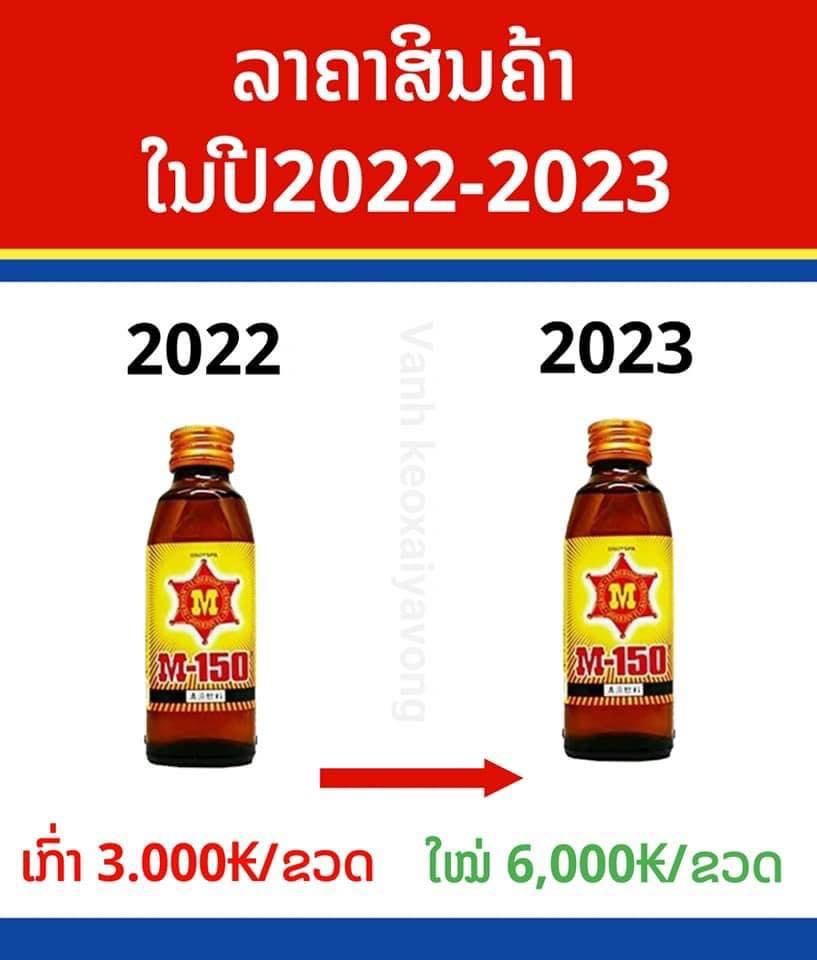 ລາຄາສິນຄ້າ
ໃນປີ2022-2023
2022
2023
Vanh keoxaiyavong
M
M-150
M
M-150
ເກົ່າ 3.000₭/ຂວດ
ໃໝ່ 6,000₭/ຂວດ